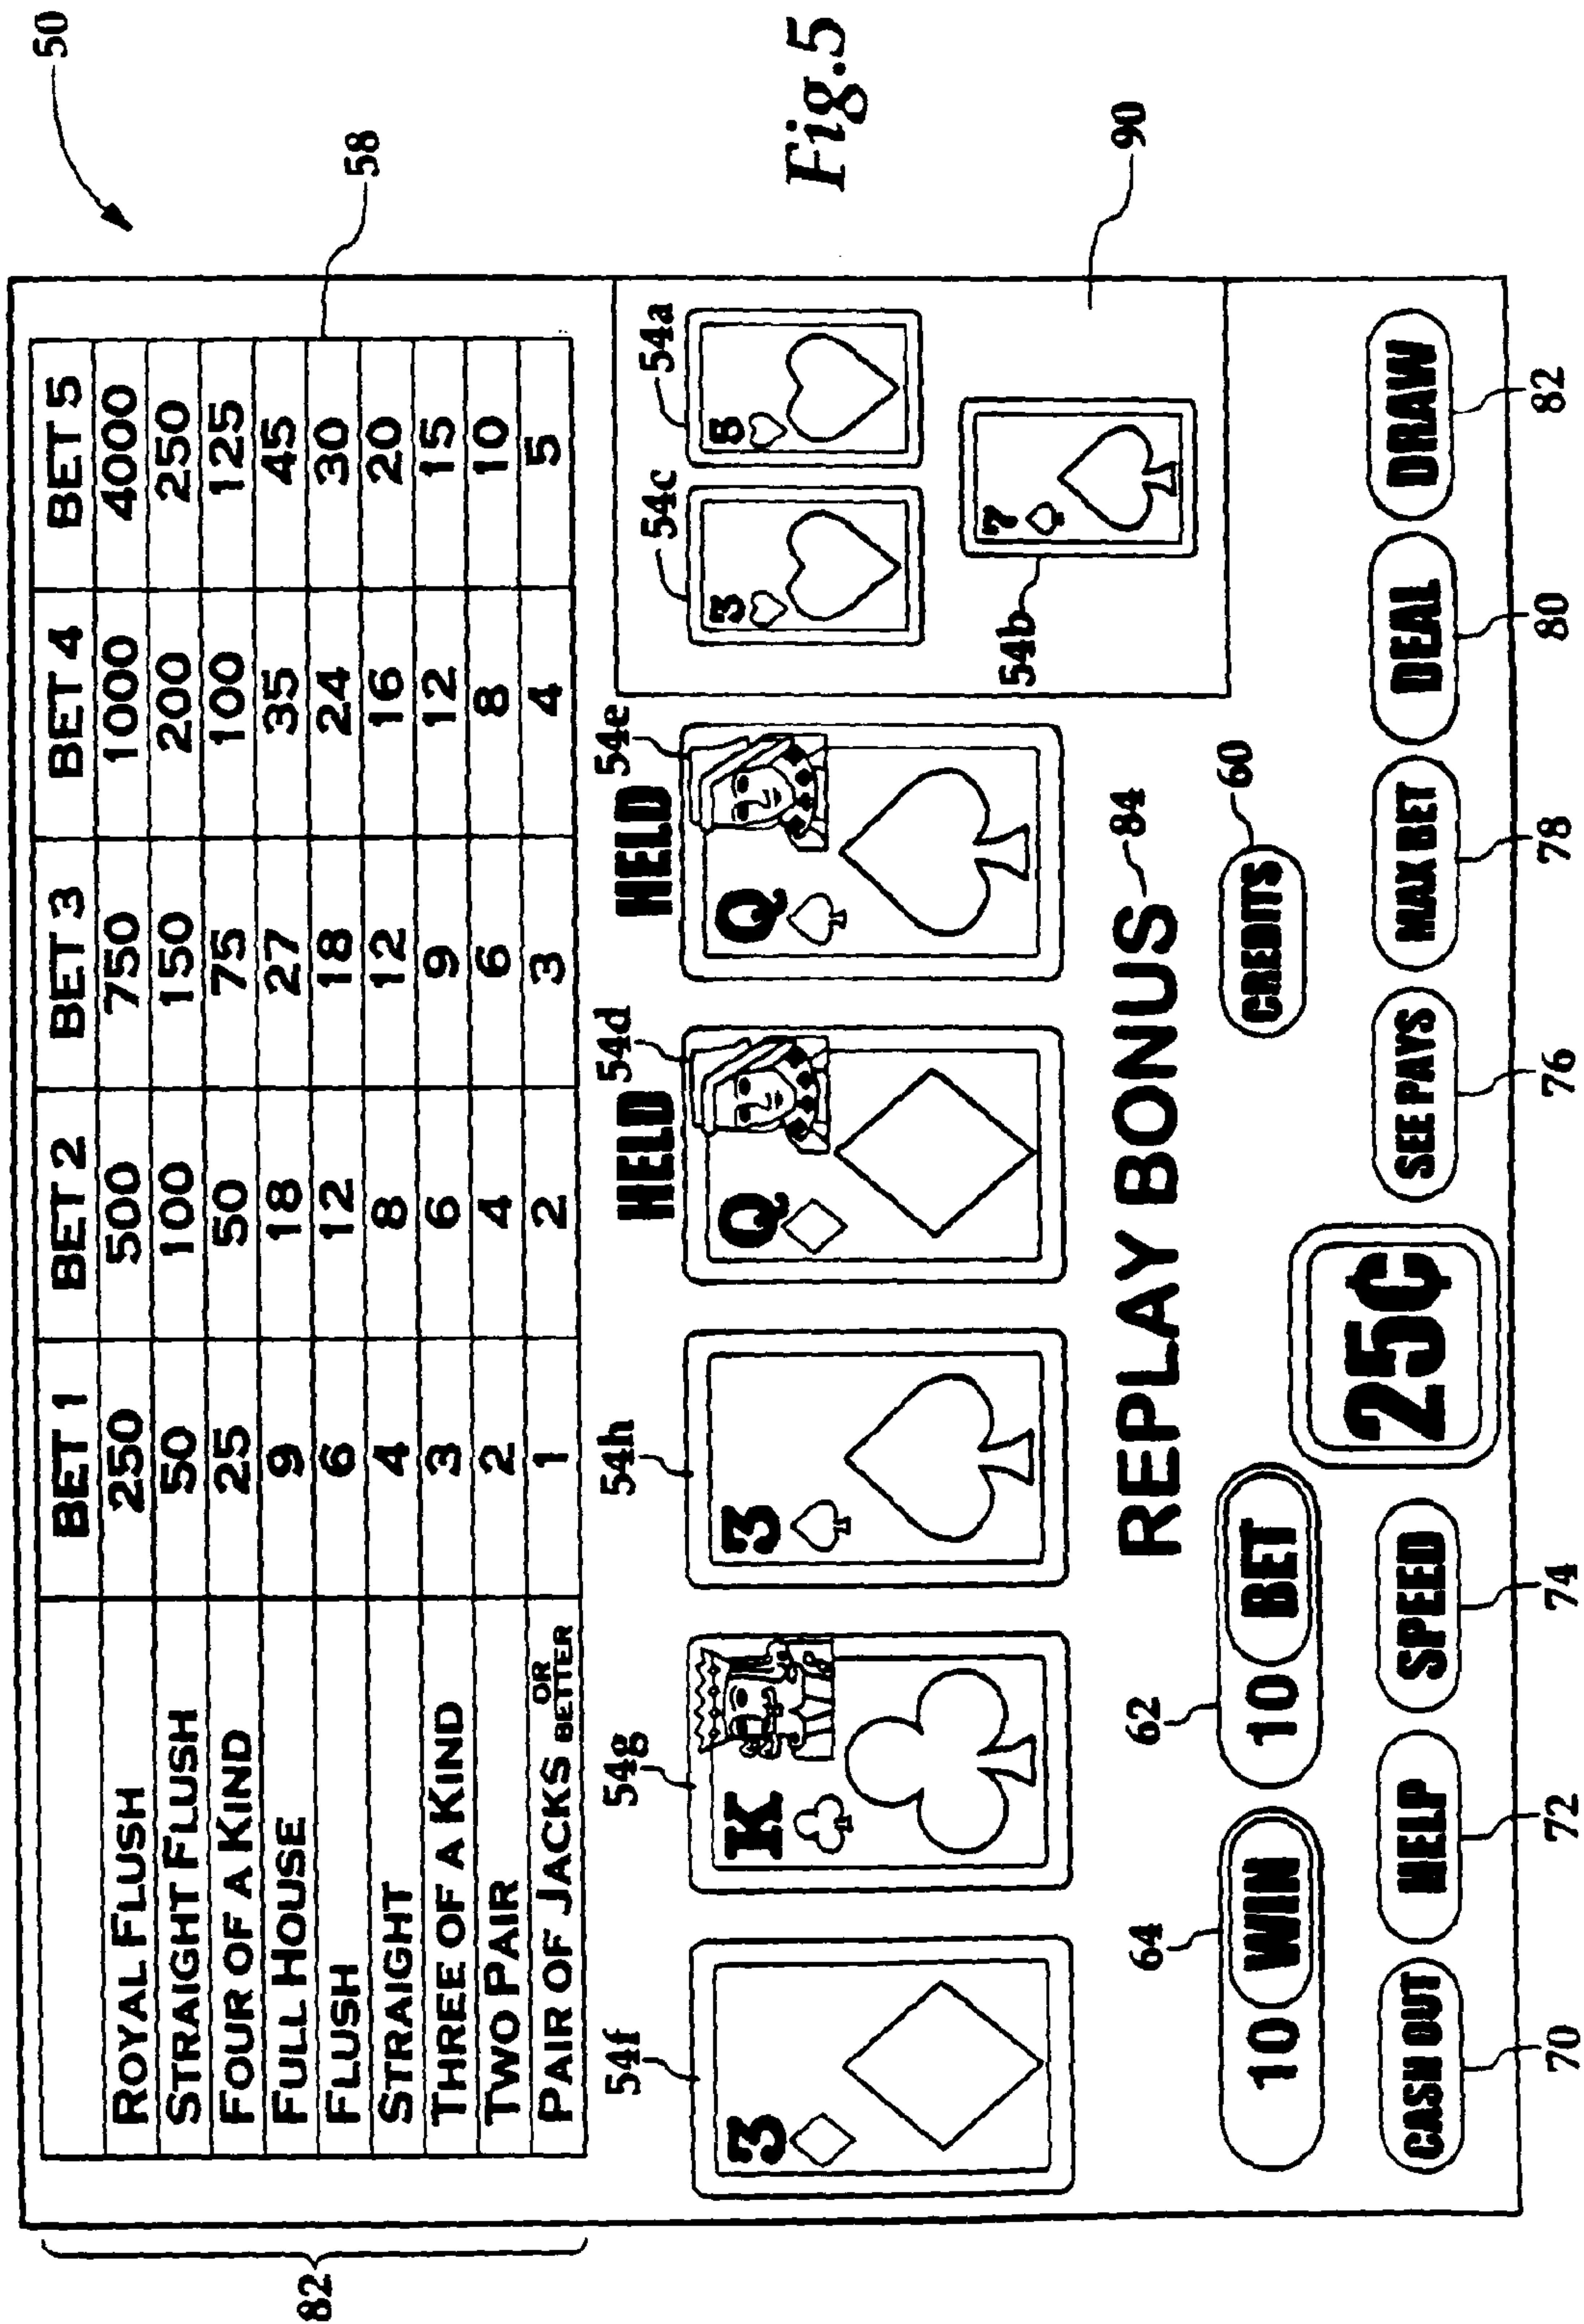 50
BET 1 BET 2 BET 3 BET 4 BET 5
ROYAL FLUSH 250 500 750 1000 4000
STRAIGHT FLUSH 50 100 150 200 250
FOUR OF A KIND 25 50 75 100 125
FULL HOUSE 9 18 27 35 45
FLUSH 6 12 18 24 30
STRAIGHT 4 8 12 16 20
THREE OF A KIND 3 6 9 12 15
TWO PAIR 2 4 6 8 10
PAIR OF JACKS OR BETTER 1 2 3 4 5
82
58
54f 54g 54h HELD 54d HELD 54e 54c 54a
3 K 3 Q Q 3 8
54b 7
Fig.5
90
REPLAY BONUS 84
64 62 60
10 WIN 10 BET 25¢ CREDITS
CASH OUT HELP SPEED SEE PAYS MAX BET DEAL DRAW
70 72 74 76 78 80 82